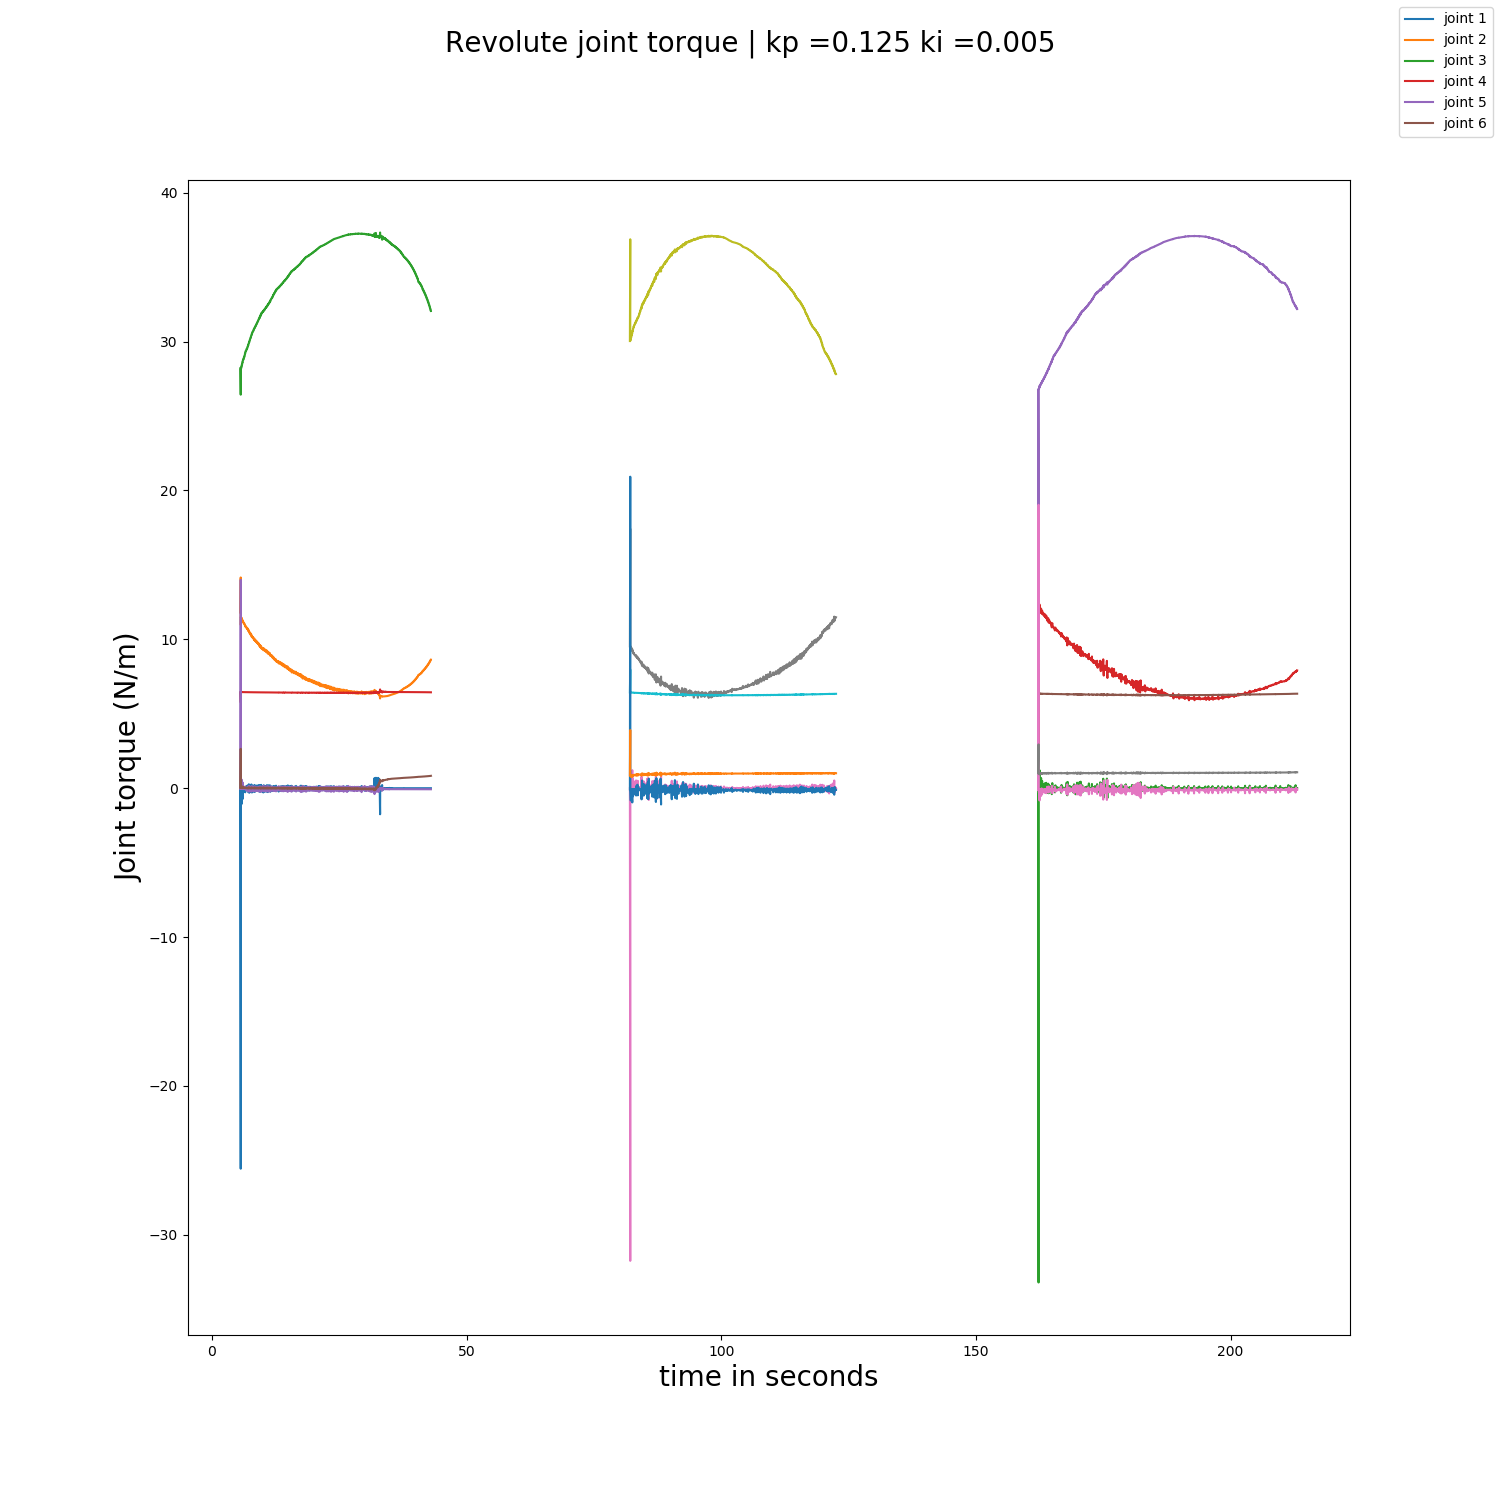 Revolute joint torque | kp =0.125 ki =0.005
joint 1
joint 2
joint 3
joint 4
joint 5
joint 6
40
30
20
10
0
−10
−20
−30
Joint torque (N/m)
0
50
100
150
200
time in seconds